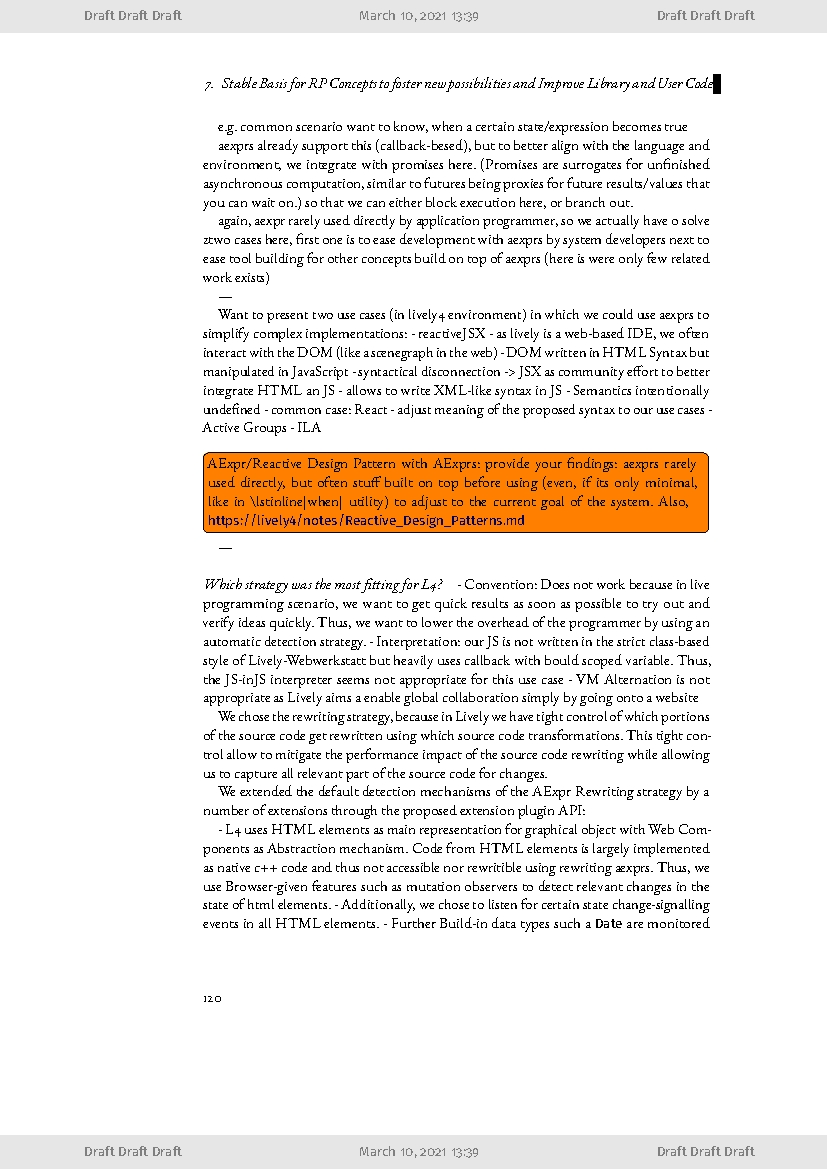 Draft Draft Draft March 10, 2021 13:39 Draft Draft Draft
7. Stable Basis for RP Concepts to foster new possibilities and Improve Library and User Code
e.g. common scenario want to know, when a certain state/expression becomes true
aexprs already support this (callback-besed), but to better align with the language and
environment, we integrate with promises here. (Promises are surrogates for unfinished
asynchronous computation, similar to futures being proxies for future results/values that
you can wait on.) so that we can either block execution here, or branch out.
again, aexpr rarely used directly by application programmer, so we actually have o solve
2two cases here, first one is to ease development with aexprs by system developers next to
ease tool building for other concepts build on top of aexprs (here is were only few related
work exists)
—
Want to present two use cases (in lively4 environment) in which we could use aexprs to
simplify complex implementations: - reactiveJSX - as lively is a web-based IDE, we often
interact with the DOM (like a scenegraph in the web) - DOM written in HTML Syntax but
manipulated in JavaScript - syntactical disconnection -> JSX as community effort to better
integrate HTML an JS - allows to write XML-like syntax in JS - Semantics intentionally
undefined - common case: React - adjust meaning of the proposed syntax to our use cases -
Active Groups - ILA
AExpr/Reactive Design Pattern with AExprs: provide your findings: aexprs rarely
used directly, but often stuff built on top before using (even, if its only minimal,
like in \lstinline|when| utility) to adjust to the current goal of the system. Also,
https://lively4/notes/Reactive_Design_Patterns.md
—
Which strategy was the most fitting for L4? - Convention: Does not work because in live
programming scenario, we want to get quick results as soon as possible to try out and
verify ideas quickly. Thus, we want to lower the overhead of the programmer by using an
automatic detection strategy. - Interpretation: our JS is not written in the strict class-based
style of Lively-Webwerkstatt but heavily uses callback with bould scoped variable. Thus,
the JS-inJS interpreter seems not appropriate for this use case - VM Alternation is not
appropriate as Lively aims a enable global collaboration simply by going onto a website
We chose the rewriting strategy, because in Lively we have tight control of which portions
of the source code get rewritten using which source code transformations. This tight con-
trol allow to mitigate the performance impact of the source code rewriting while allowing
us to capture all relevant part of the source code for changes.
We extended the default detection mechanisms of the AExpr Rewriting strategy by a
number of extensions through the proposed extension plugin API:
- L4 uses HTML elements as main representation for graphical object with Web Com-
ponents as Abstraction mechanism. Code from HTML elements is largely implemented
as native c++ code and thus not accessible nor rewritible using rewriting aexprs. Thus, we
use Browser-given features such as mutation observers to detect relevant changes in the
state of html elements. - Additionally, we chose to listen for certain state change-signalling
events in all HTML elements. - Further Build-in data types such a Date are monitored
120
Draft Draft Draft March 10, 2021 13:39 Draft Draft Draft